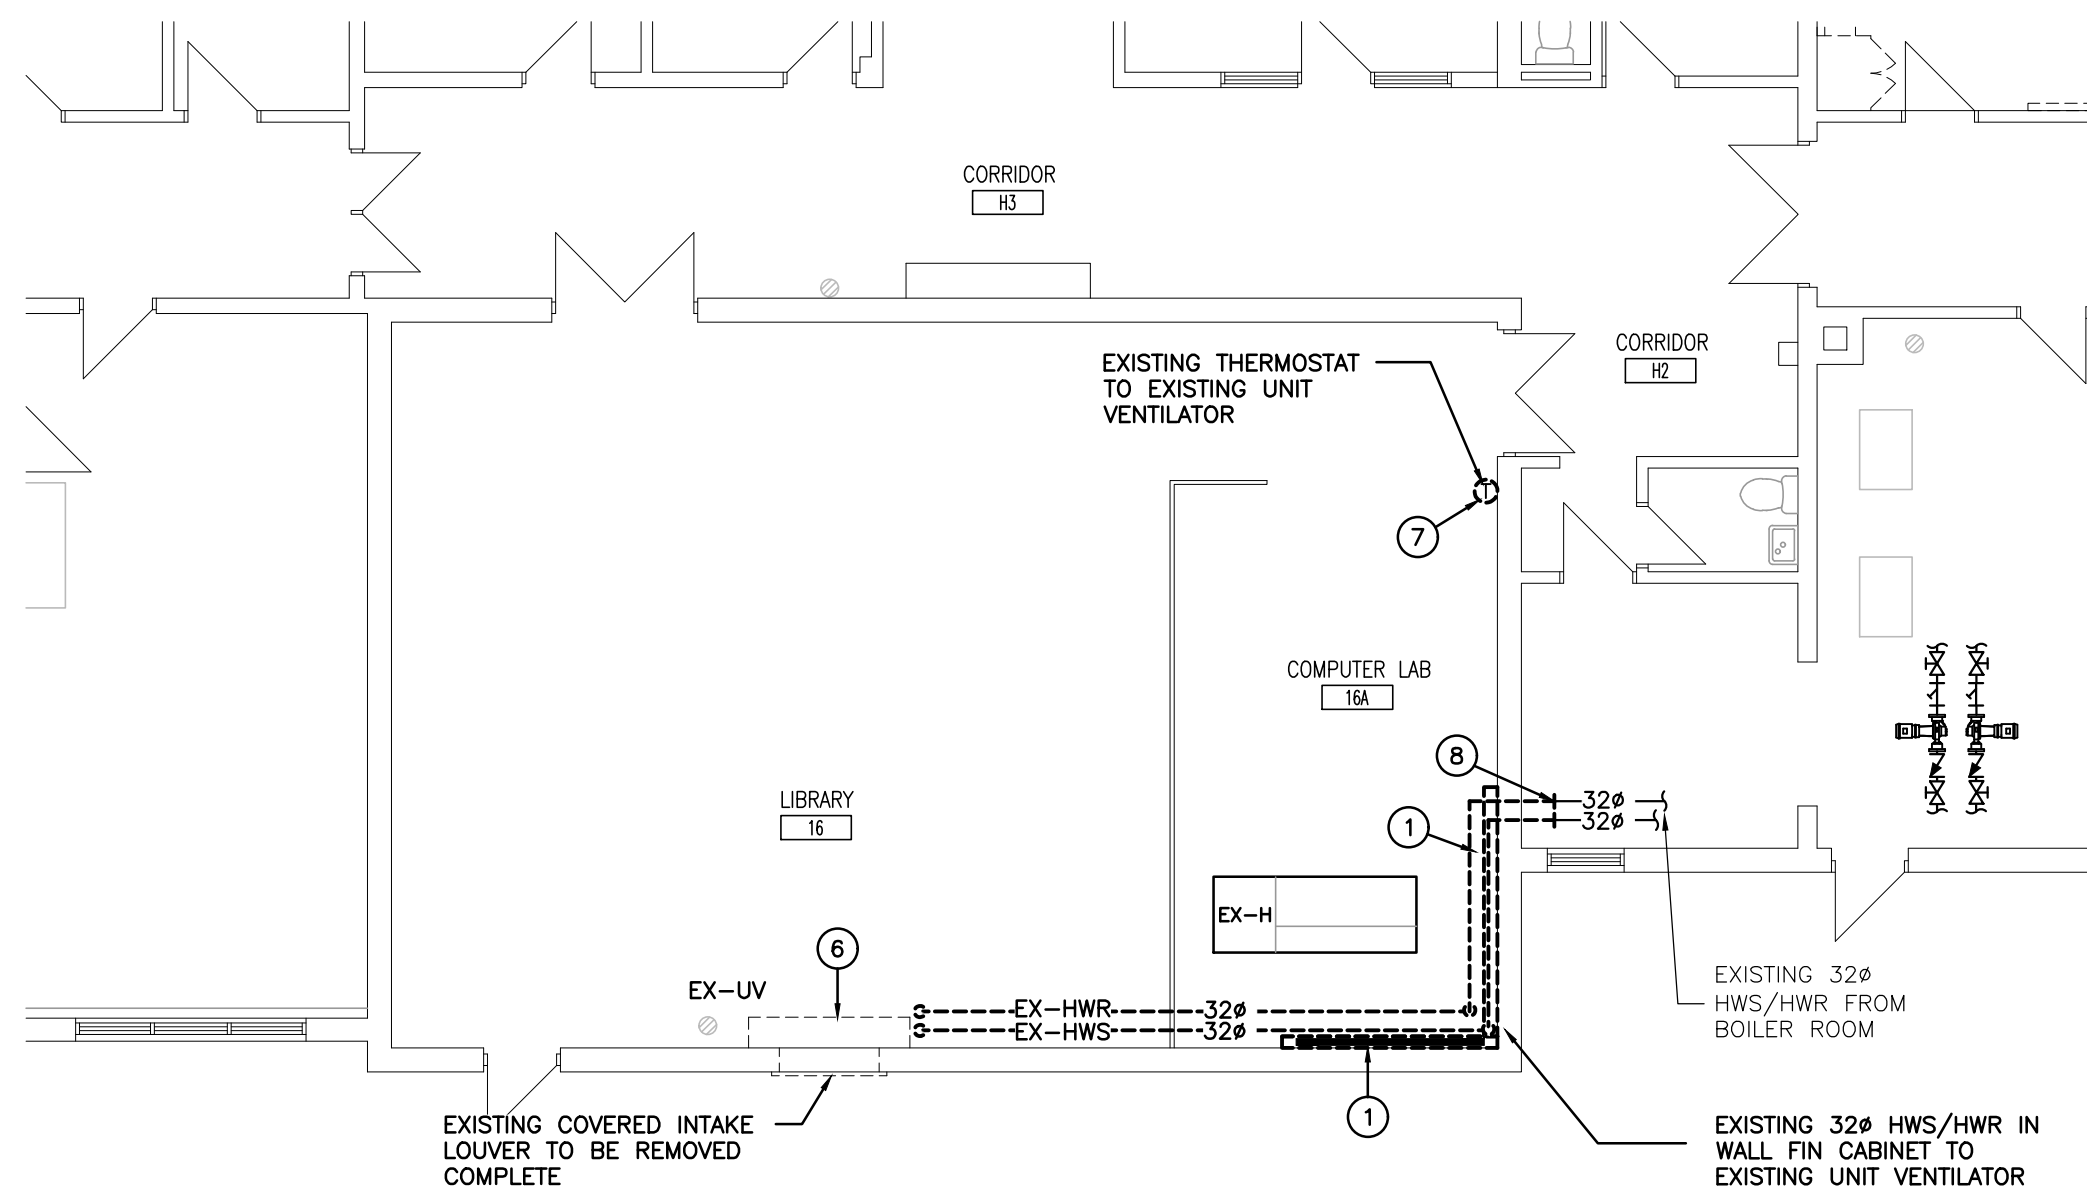 CORRIDOR
H3
CORRIDOR
H2
EXISTING THERMOSTAT
TO EXISTING UNIT
VENTILATOR
T
7
COMPUTER LAB
16A
8
32ø
32ø
1
LIBRARY
16
EX-H
6
EX-UV
EX-HWR 32ø
EX-HWS 32ø
EXISTING 32ø
HWS/HWR FROM
BOILER ROOM
1
EXISTING COVERED INTAKE
LOUVER TO BE REMOVED
COMPLETE
EXISTING 32ø HWS/HWR IN
WALL FIN CABINET TO
EXISTING UNIT VENTILATOR